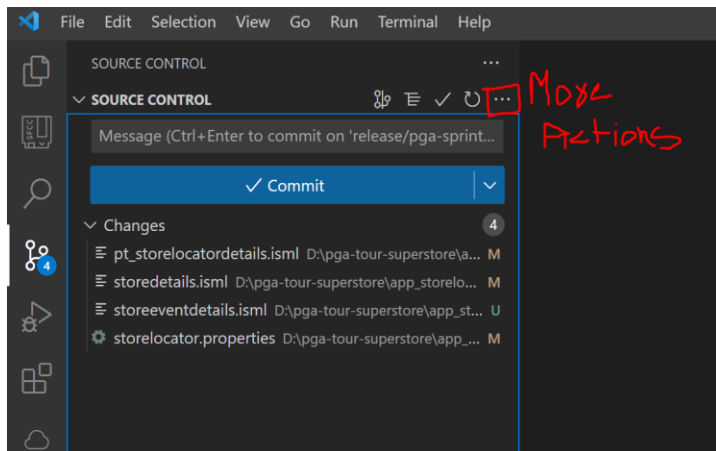 File Edit Selection View Go Run Terminal Help
SOURCE CONTROL ...
SOURCE CONTROL ...
More
Actions
Message (Ctrl+Enter to commit on 'release/pga-sprint...
Commit
Changes 4
pt_storelocatordetails.isml D:\pga-tour-superstore\a... M
storedetails.isml D:\pga-tour-superstore\app_storelo... M
storeeventdetails.isml D:\pga-tour-superstore\app_st... U
storelocator.properties D:\pga-tour-superstore\app_... M
SFCC
4